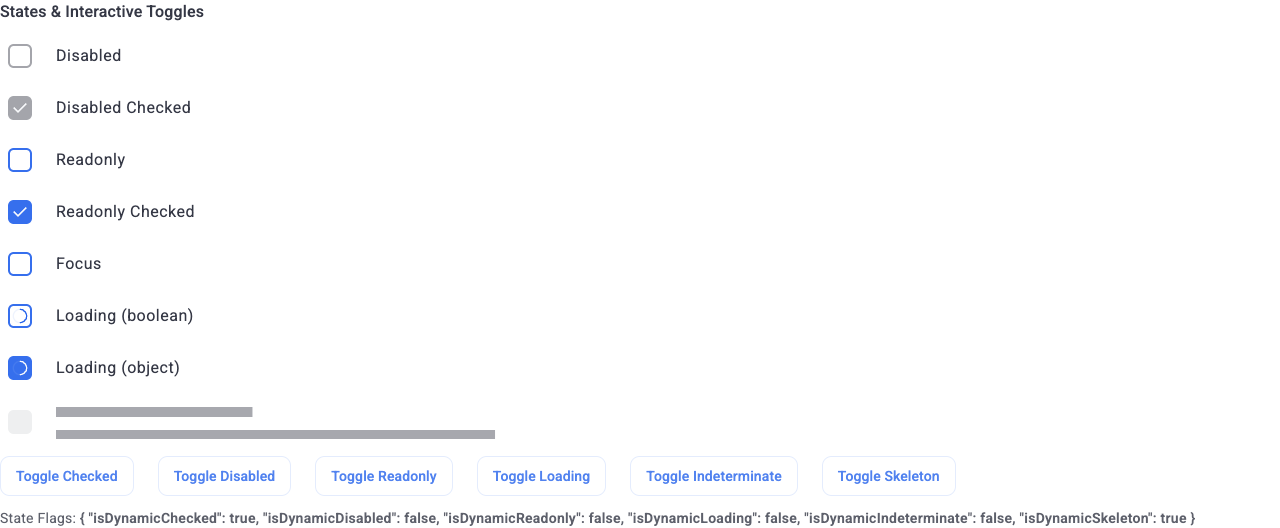 States & Interactive Toggles
Disabled
Disabled Checked
Readonly
Readonly Checked
Focus
Loading (boolean)
Loading (object)
Toggle Checked Toggle Disabled Toggle Readonly Toggle Loading Toggle Indeterminate Toggle Skeleton
State Flags: { "isDynamicChecked": true, "isDynamicDisabled": false, "isDynamicReadonly": false, "isDynamicLoading": false, "isDynamicIndeterminate": false, "isDynamicSkeleton": true }